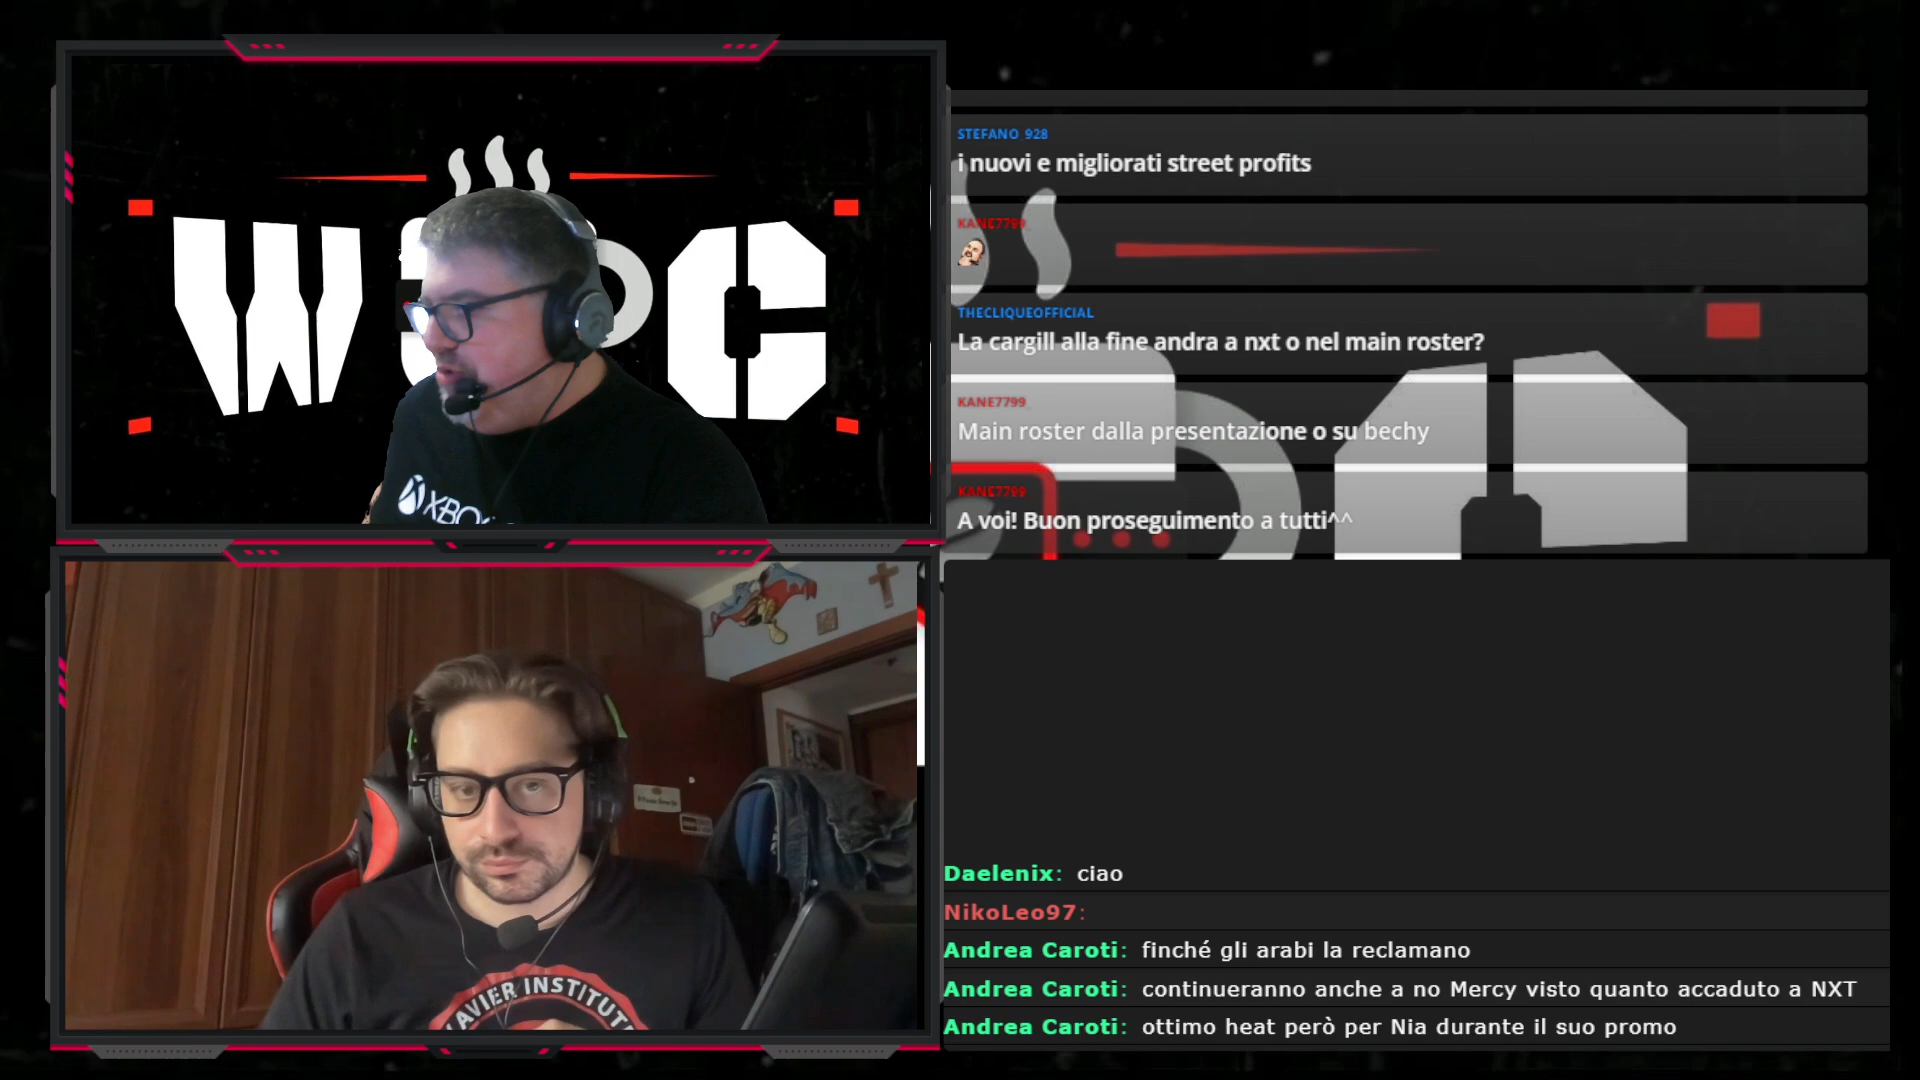 W C
XBO
STEFANO 928
i nuovi e migliorati street profits
KANE7799
THECLIQUEOFFICIAL
La cargill alla fine andra a nxt o nel main roster?
KANE7799
Main roster dalla presentazione o su bechy
KANE7799
A voi! Buon proseguimento a tutti^^
AVIER INSTITUT
Daelenix: ciao
NikoLeo97:
Andrea Caroti: finché gli arabi la reclamano
Andrea Caroti: continueranno anche a no Mercy visto quanto accaduto a NXT
Andrea Caroti: ottimo heat però per Nia durante il suo promo